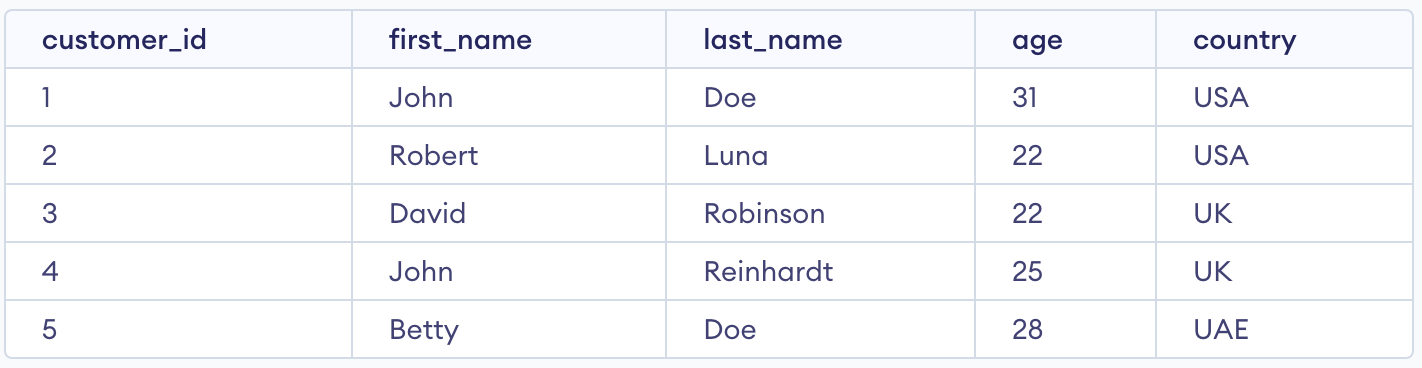 customer_id first_name last_name age country
1 John Doe 31 USA
2 Robert Luna 22 USA
3 David Robinson 22 UK
4 John Reinhardt 25 UK
5 Betty Doe 28 UAE